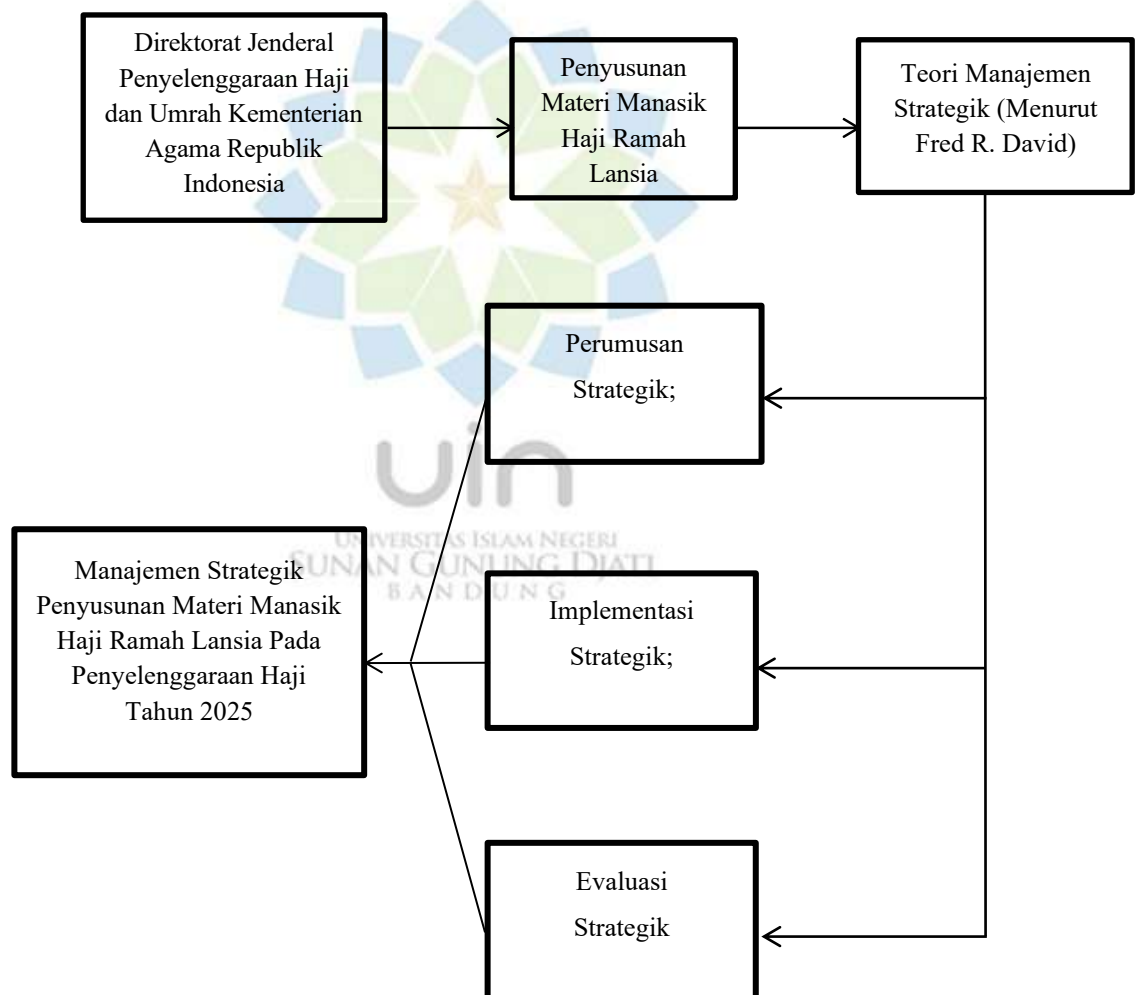 Direktorat Jenderal
Penyelenggaraan Haji
dan Umrah Kementerian
Agama Republik
Indonesia
Penyusunan
Materi Manasik
Haji Ramah
Lansia
Teori Manajemen
Strategik (Menurut
Fred R. David)
Perumusan
Strategik;
uin
UNIVERSITAS ISLAM NEGERI
SUNAN GUNUNG DJATI
BANDUNG
Manajemen Strategik
Penyusunan Materi Manasik
Haji Ramah Lansia Pada
Penyelenggaraan Haji
Tahun 2025
Implementasi
Strategik;
Evaluasi
Strategik